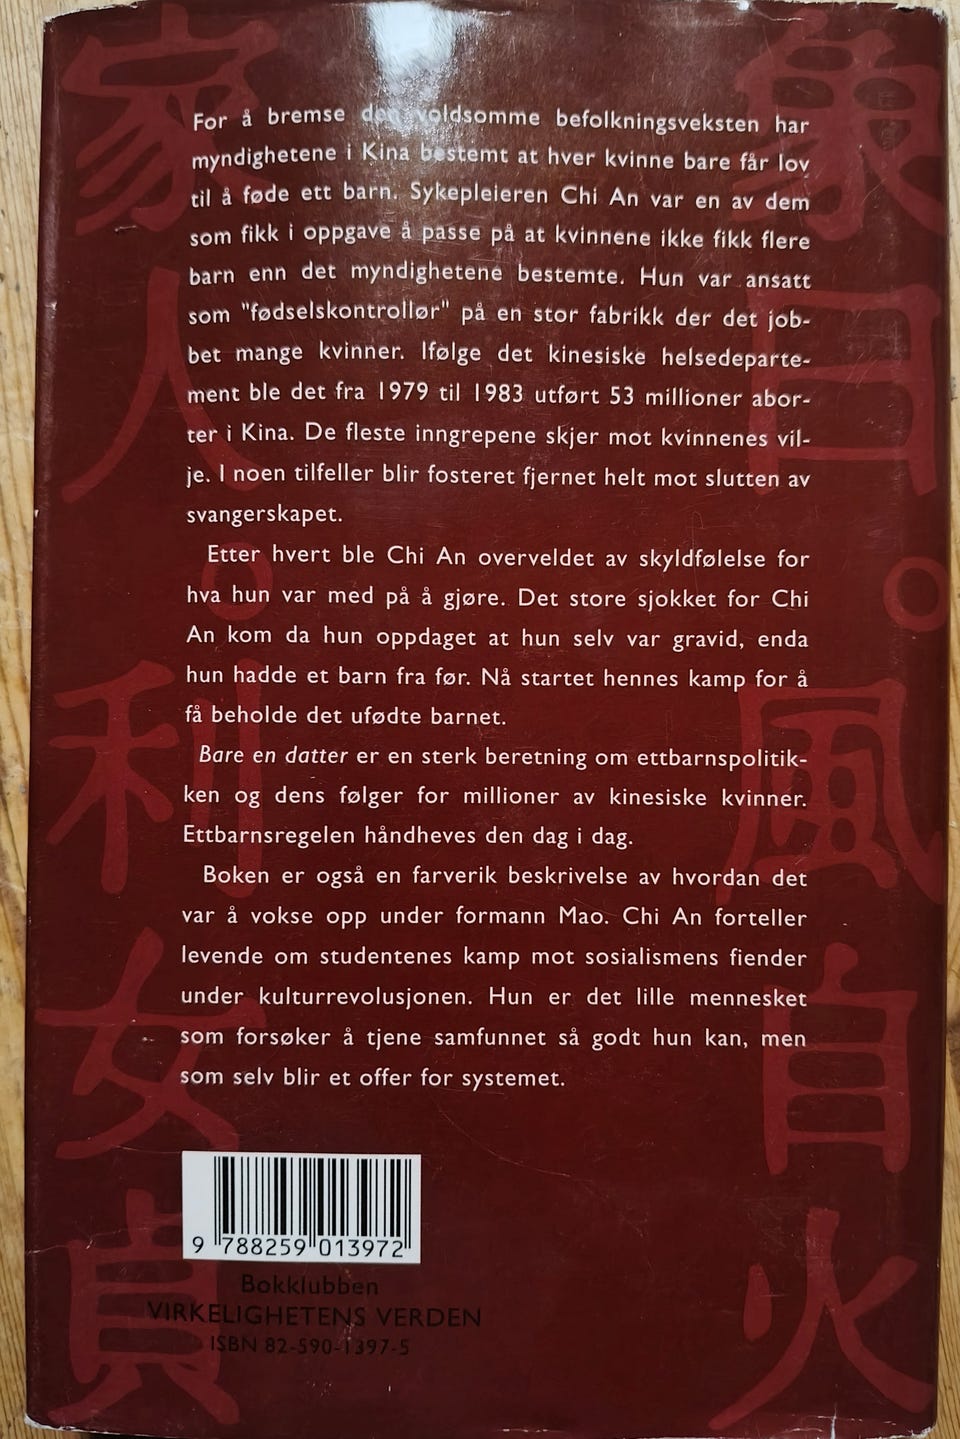 For å bremse den voldsomme befolkningsveksten har
myndighetene i Kina bestemt at hver kvinne bare får lov
til å føde ett barn. Sykepleieren Chi An var en av dem
som fikk i oppgave å passe på at kvinnene ikke fikk flere
barn enn det myndighetene bestemte. Hun var ansatt
som "fødselskontrollør" på en stor fabrikk der det job-
bet mange kvinner. Ifølge det kinesiske helsedeparte-
ment ble det fra 1979 til 1983 utført 53 millioner abor-
ter i Kina. De fleste inngrepene skjer mot kvinnenes vil-
je. I noen tilfeller blir fosteret fjernet helt mot slutten av
svangerskapet.
Etter hvert ble Chi An overveldet av skyldfølelse for
hva hun var med på å gjøre. Det store sjokket for Chi
An kom da hun oppdaget at hun selv var gravid, enda
hun hadde et barn fra før. Nå startet hennes kamp for å
få beholde det ufødte barnet.
Bare en datter er en sterk beretning om ettbarnspolitik-
ken og dens følger for millioner av kinesiske kvinner.
Ettbarnsregelen håndheves den dag i dag.
Boken er også en farverik beskrivelse av hvordan det
var å vokse opp under formann Mao. Chi An forteller
levende om studentenes kamp mot sosialismens fiender
under kulturrevolusjonen. Hun er det lille mennesket
som forsøker å tjene samfunnet så godt hun kan, men
som selv blir et offer for systemet.
9 788259 013972
Bokklubben
VIRKELIGHETENS VERDEN
ISBN 82-590-1397-5
家人。利女貞
象曰。風自火